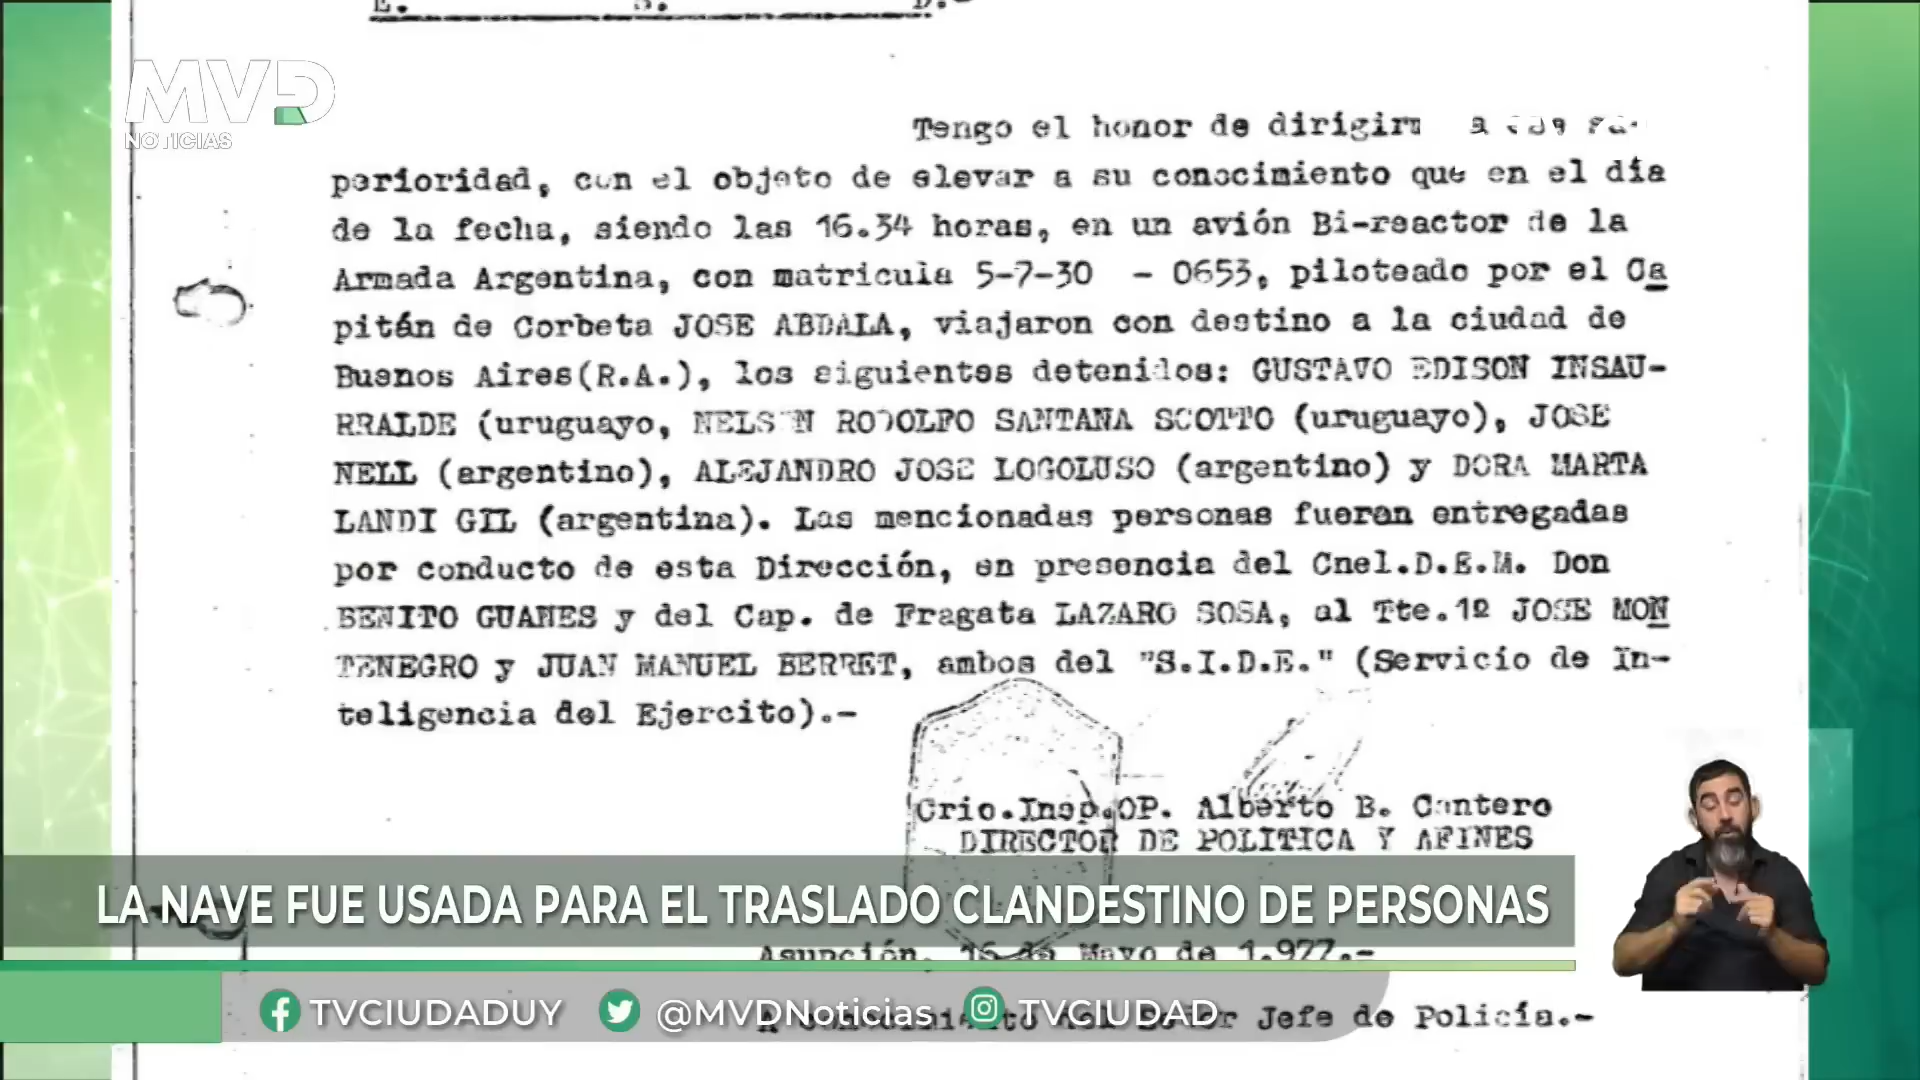 E. S. D.-
MVD
NOTICIAS
Tengo el honor de dirigirm a
perioridad, con el objeto de elevar a su conocimiento que en el día
de la fecha, siendo las 16.34 horas, en un avión Bi-reactor de la
Armada Argentina, con matricula 5-7-30 - 0653, piloteado por el Ca
pitán de Corbeta JOSE ABDALA, viajaron con destino a la ciudad de
Buenos Aires(R.A.), los siguientes detenidos: GUSTAVO EDISON INSAU-
RRALDE (uruguayo, NELSON RODOLFO SANTANA SCOTTO (uruguayo), JOSE
NELL (argentino), ALEJANDRO JOSE LOGOLUSO (argentino) y DORA MARTA
LANDI GIL (argentina). Las mencionadas personas fueron entregadas
por conducto de esta Dirección, en presencia del Cnel.D.E.M. Don
BENITO GUANES y del Cap. de Fragata LAZARO SOSA, al Tte.1º JOSE MON
TENEGRO y JUAN MANUEL BERRET, ambos del "S.I.D.E." (Servicio de In-
teligencia del Ejercito).-
Crio.Insp.OP. Alberto B. Cantero
DIRECTOR DE POLITICA Y AFINES
LA NAVE FUE USADA PARA EL TRASLADO CLANDESTINO DE PERSONAS
Asunción, 16 de Mayo de 1.977.-
TVCIUDADUY @MVDNoticias TVCIUDAD
Jefe de Policía.-